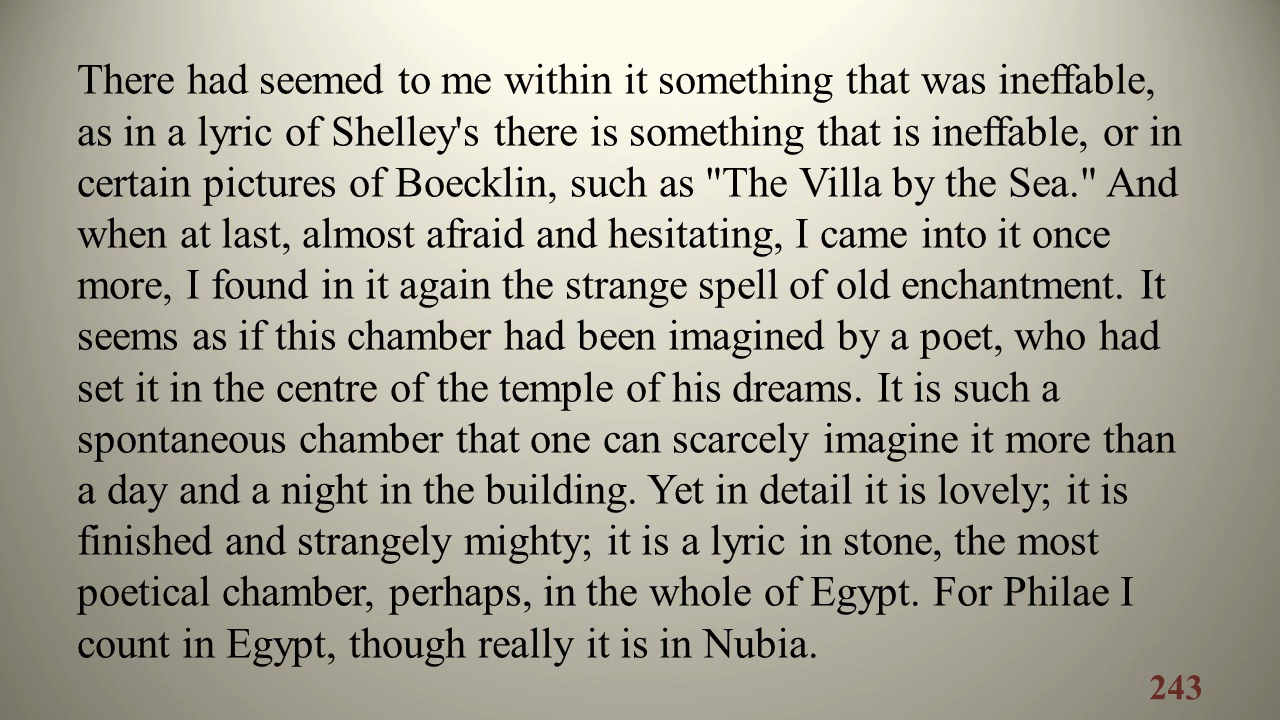 There had seemed to me within it something that was ineffable,
as in a lyric of Shelley's there is something that is ineffable, or in
certain pictures of Boecklin, such as "The Villa by the Sea." And
when at last, almost afraid and hesitating, I came into it once
more, I found in it again the strange spell of old enchantment. It
seems as if this chamber had been imagined by a poet, who had
set it in the centre of the temple of his dreams. It is such a
spontaneous chamber that one can scarcely imagine it more than
a day and a night in the building. Yet in detail it is lovely; it is
finished and strangely mighty; it is a lyric in stone, the most
poetical chamber, perhaps, in the whole of Egypt. For Philae I
count in Egypt, though really it is in Nubia.
243